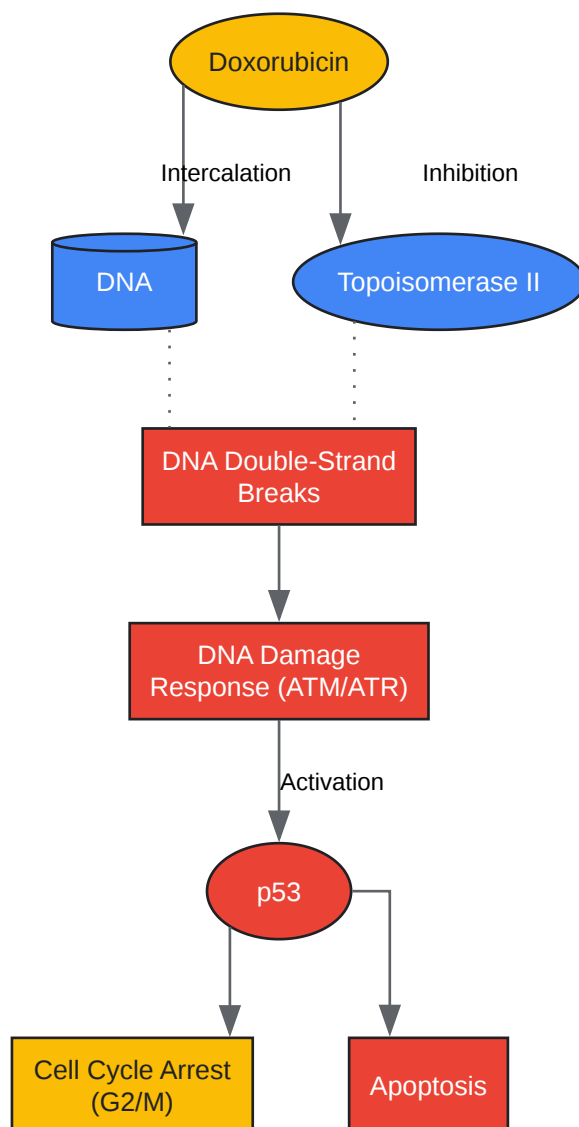 Doxorubicin
Intercalation
Inhibition
DNA
Topoisomerase II
DNA Double-Strand
Breaks
DNA Damage
Response (ATM/ATR)
Activation
p53
Cell Cycle Arrest
(G2/M)
Apoptosis